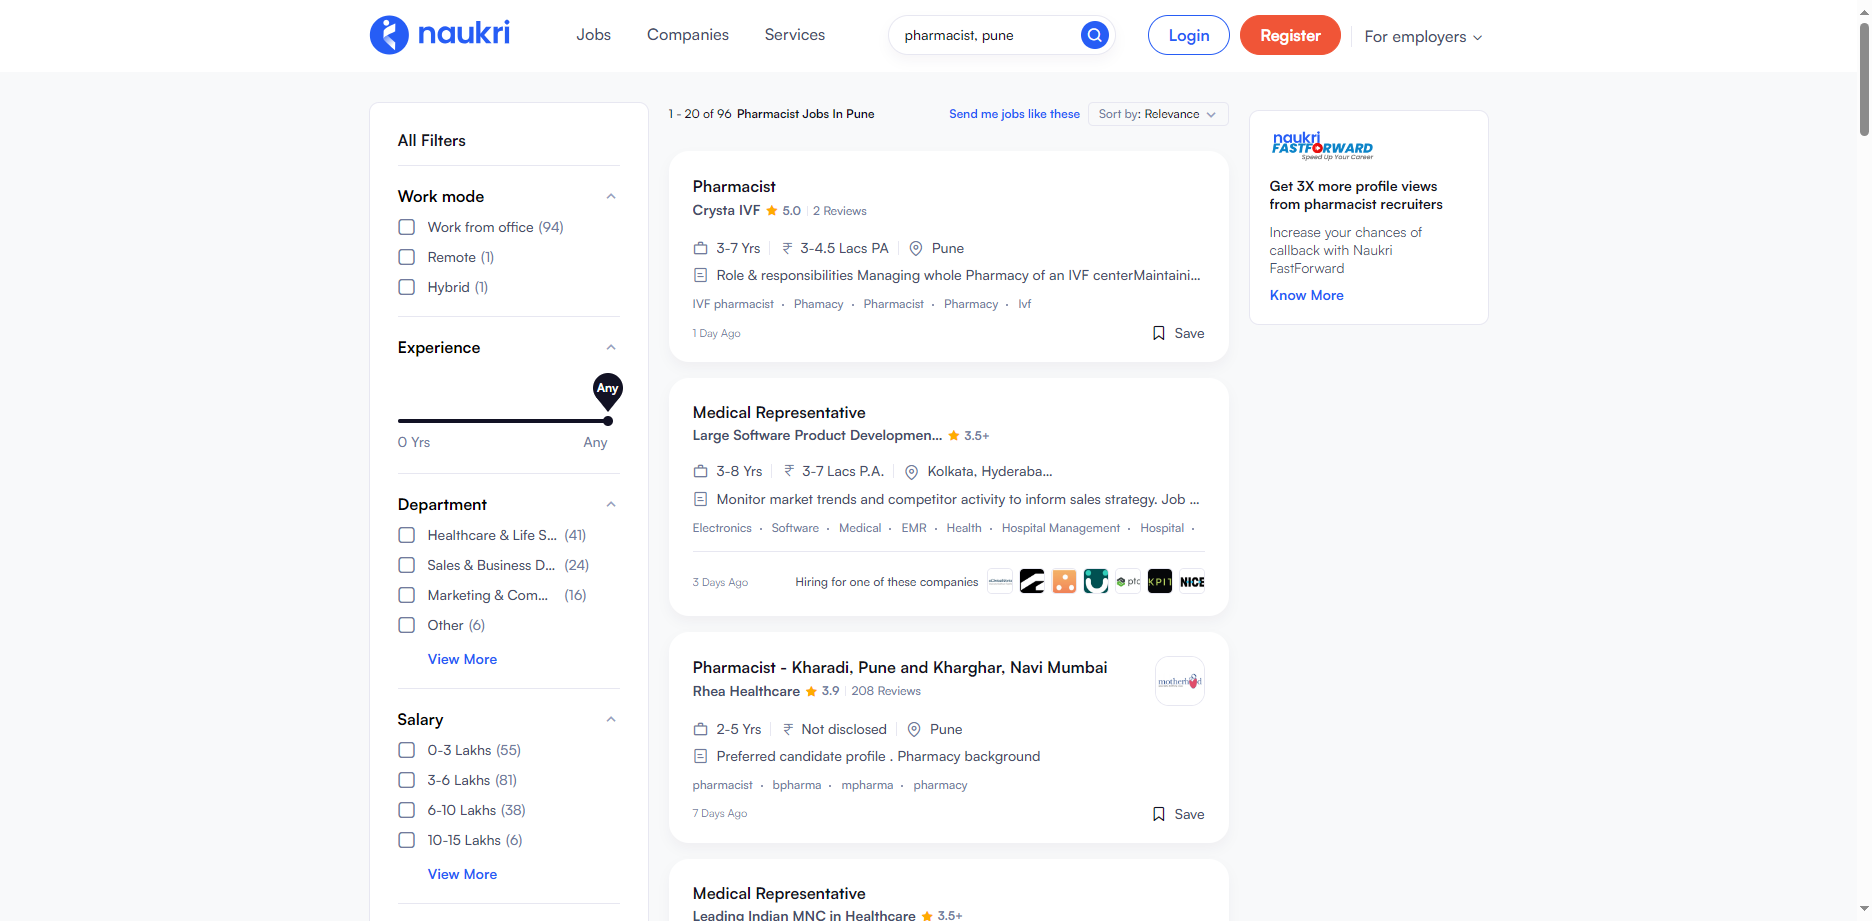 naukri
Jobs
Companies
Services
pharmacist, pune
Login
Register
For employers
All Filters
Work mode
Work from office (94)
Remote (1)
Hybrid (1)
Experience
Any
0 Yrs
Any
Department
Healthcare & Life S... (41)
Sales & Business D... (24)
Marketing & Com... (16)
Other (6)
View More
Salary
0-3 Lakhs (55)
3-6 Lakhs (81)
6-10 Lakhs (38)
10-15 Lakhs (6)
View More
1 - 20 of 96 Pharmacist Jobs In Pune
Send me jobs like these
Sort by: Relevance
Pharmacist
Crysta IVF 5.0 2 Reviews
3-7 Yrs ₹ 3-4.5 Lacs PA Pune
Role & responsibilities Managing whole Pharmacy of an IVF centerMaintaini...
IVF pharmacist · Phamacy · Pharmacist · Pharmacy · Ivf
1 Day Ago
Save
Medical Representative
Large Software Product Developmen... 3.5+
3-8 Yrs ₹ 3-7 Lacs P.A. Kolkata, Hyderaba...
Monitor market trends and competitor activity to inform sales strategy. Job ...
Electronics · Software · Medical · EMR · Health · Hospital Management · Hospital ·
3 Days Ago
Hiring for one of these companies
ptc
KPIT
NICE
Pharmacist - Kharadi, Pune and Kharghar, Navi Mumbai
Rhea Healthcare 3.9 208 Reviews
motherhood
2-5 Yrs ₹ Not disclosed Pune
Preferred candidate profile . Pharmacy background
pharmacist · bpharma · mpharma · pharmacy
7 Days Ago
Save
Medical Representative
Leading Indian MNC in Healthcare 3.5+
naukri
FASTFORWARD
Speed Up Your Career
Get 3X more profile views
from pharmacist recruiters
Increase your chances of
callback with Naukri
FastForward
Know More